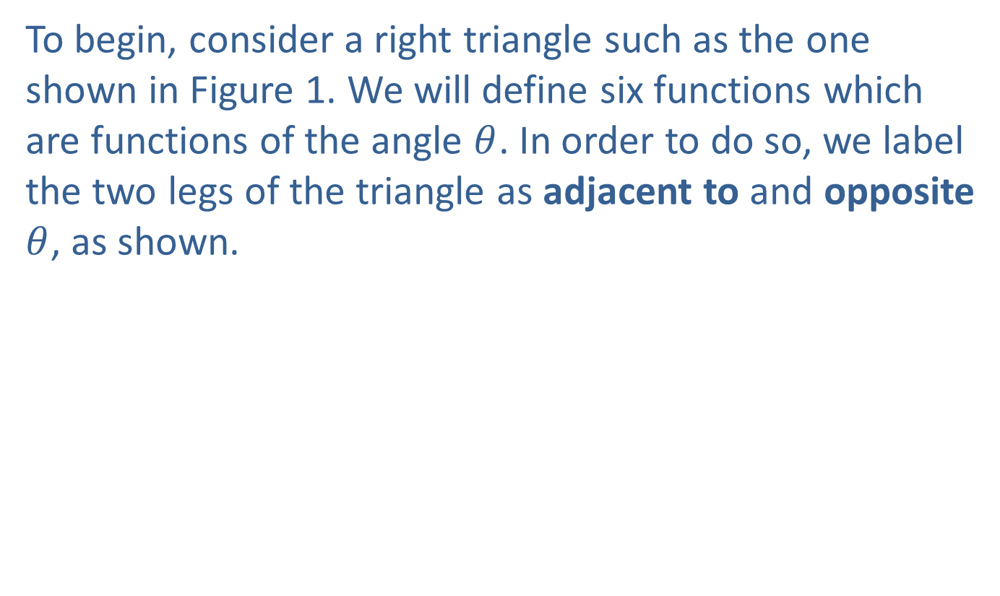 To begin, consider a right triangle such as the one
shown in Figure 1. We will define six functions which
are functions of the angle 𝜃. In order to do so, we label
the two legs of the triangle as adjacent to and opposite
𝜃, as shown.